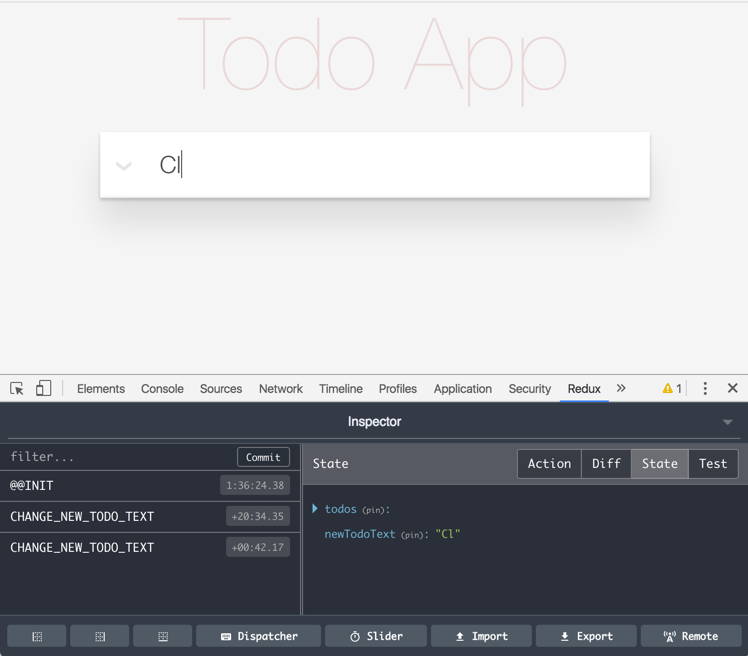 Todo App
Cl
Elements Console Sources Network Timeline Profiles Application Security Redux » 1
Inspector
filter... Commit
State Action Diff State Test
@@INIT 1:36:24.38
CHANGE_NEW_TODO_TEXT +20:34.35
CHANGE_NEW_TODO_TEXT +00:42.17
todos (pin):
newTodoText (pin): "Cl"
Dispatcher Slider Import Export Remote